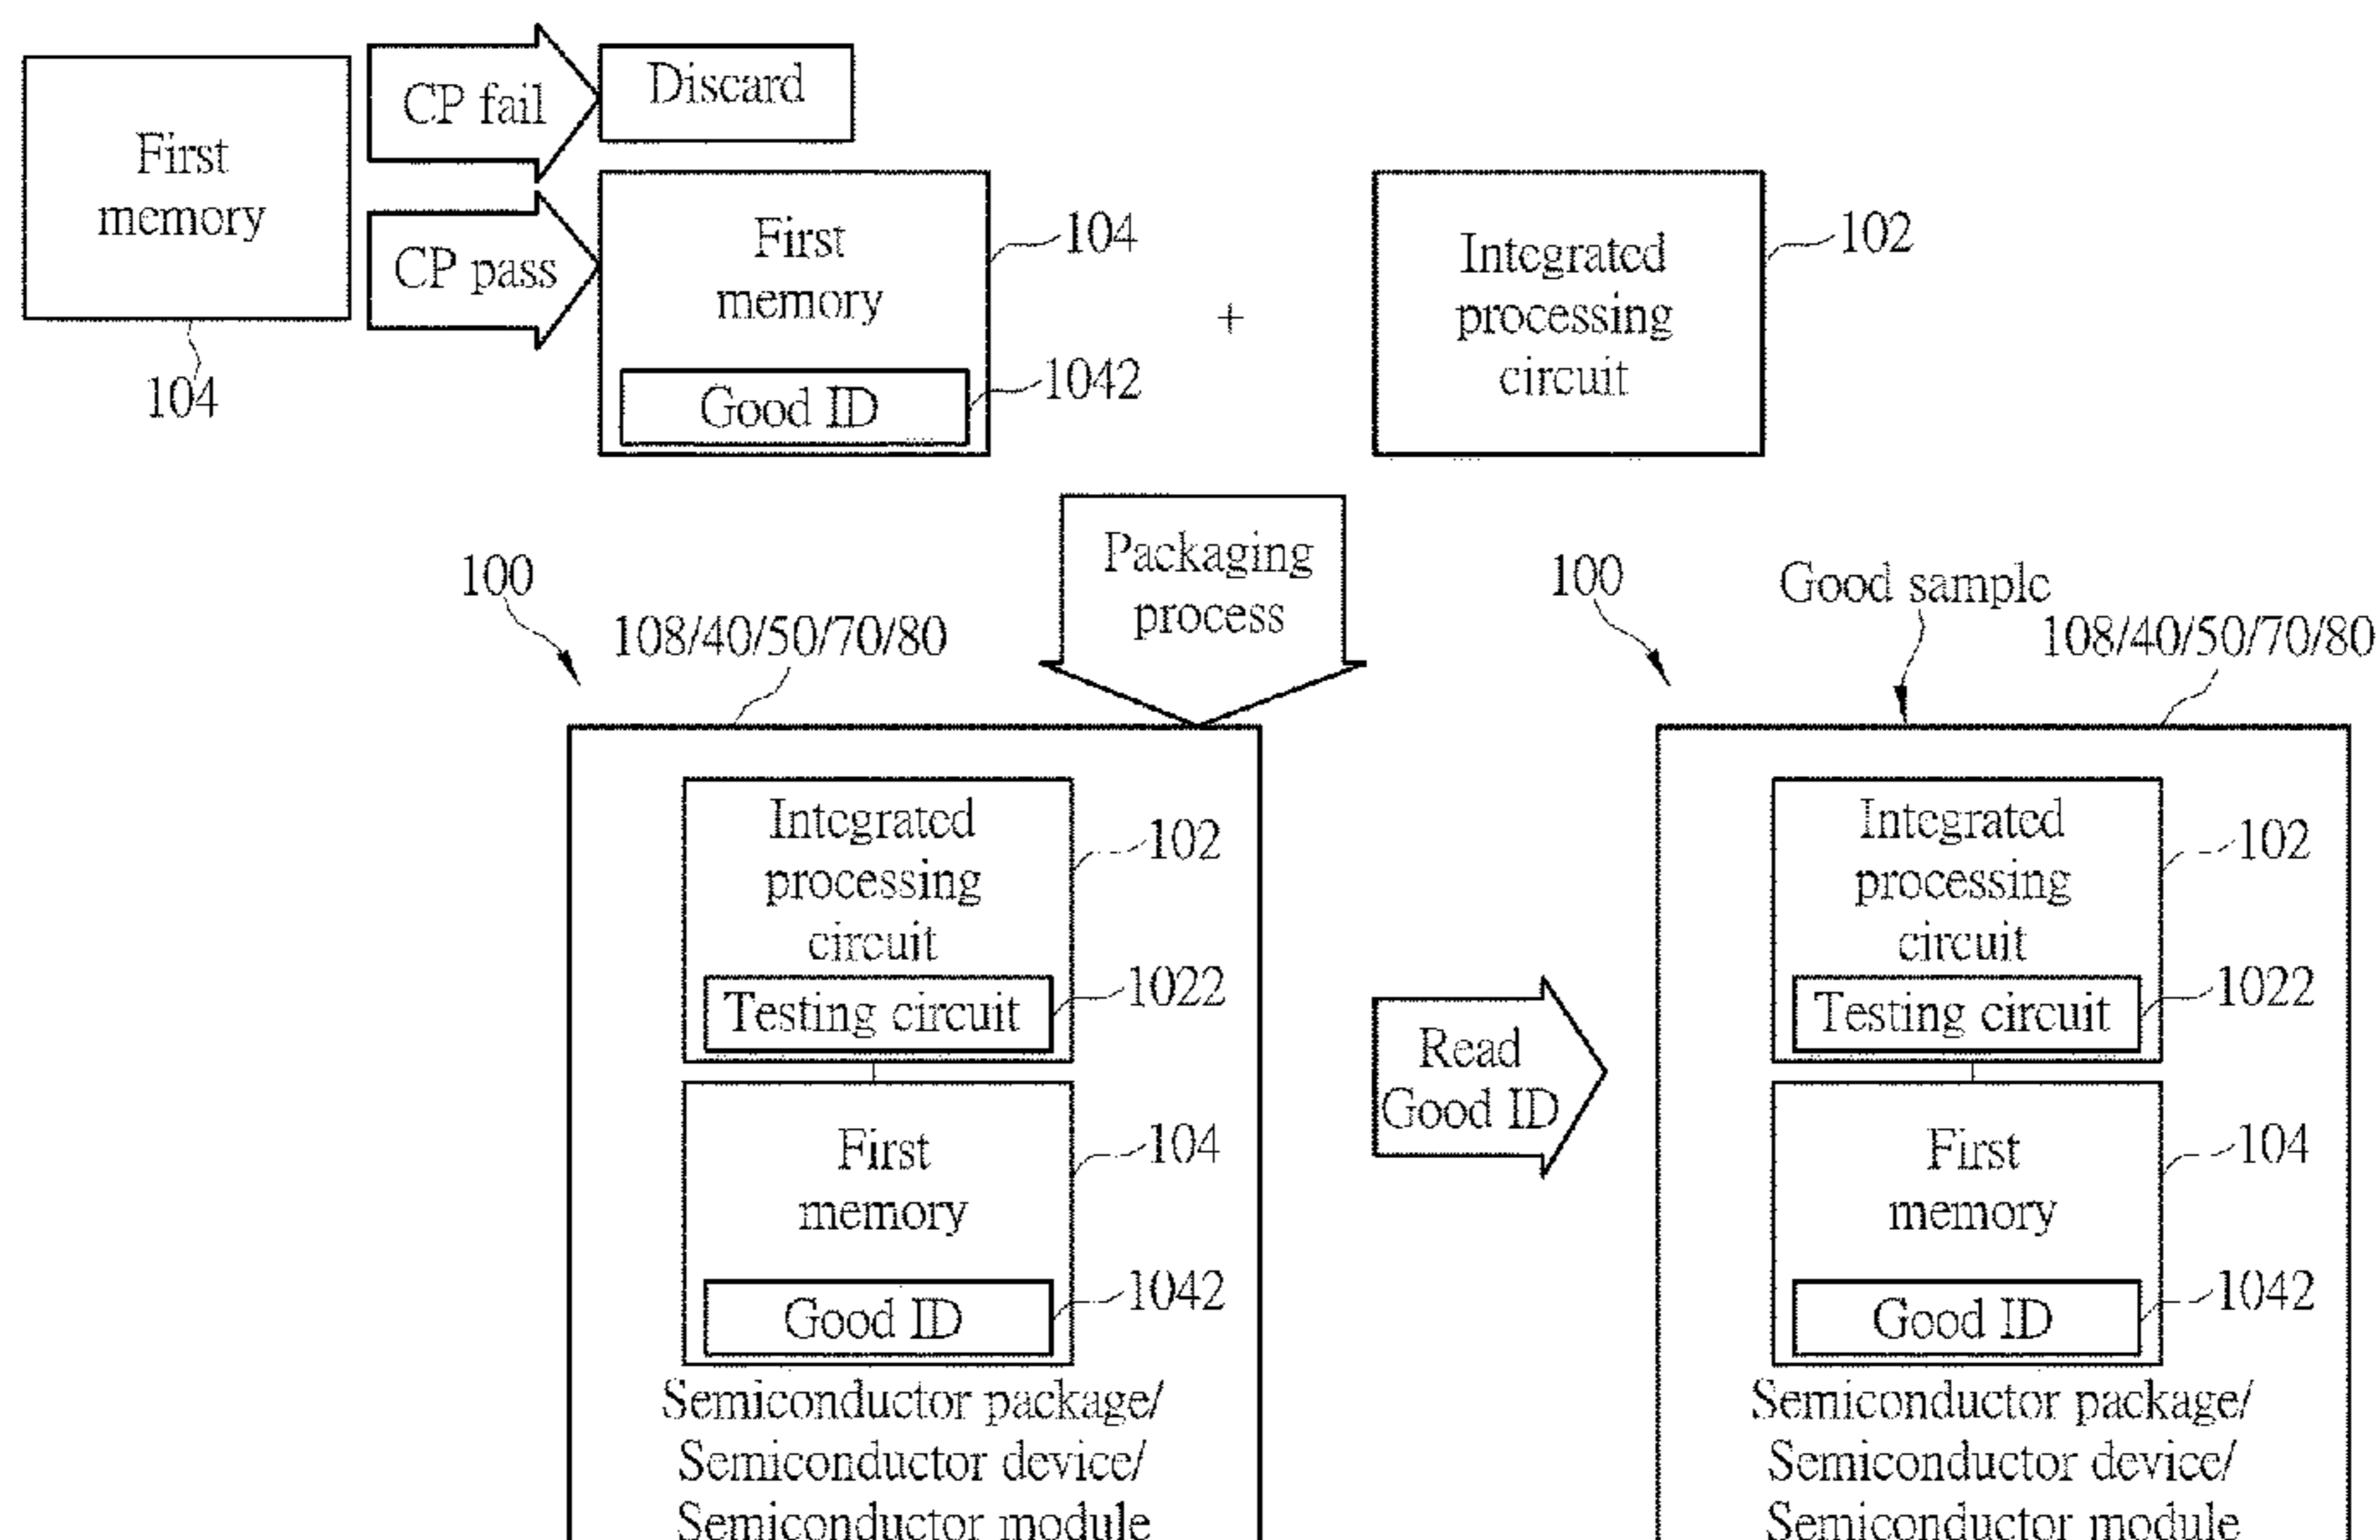 First
memory
104
CP fail
Discard
CP pass
First
memory
104
Good ID
1042
+
Integrated
processing
circuit
102
Packaging
process
100
108/40/50/70/80
Integrated
processing
circuit
102
Testing circuit
1022
First
memory
104
Good ID
1042
Semiconductor package/
Semiconductor device/
Semiconductor module
Read
Good ID
100
Good sample
108/40/50/70/80
Integrated
processing
circuit
102
Testing circuit
1022
First
memory
104
Good ID
1042
Semiconductor package/
Semiconductor device/
Semiconductor module